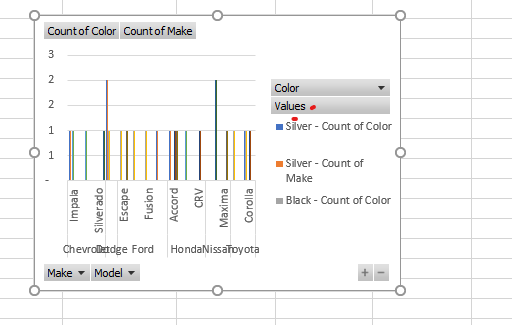 Count of Color Count of Make
3
2
2
1
1
-
Impala
Silverado
Escape
Fusion
Accord
CRV
Maxima
Corolla
Chevrolet Dodge Ford Honda Nissan Toyota
Color
Values
Silver - Count of Color
Silver - Count of
Make
Black - Count of Color
Make Model
+ -